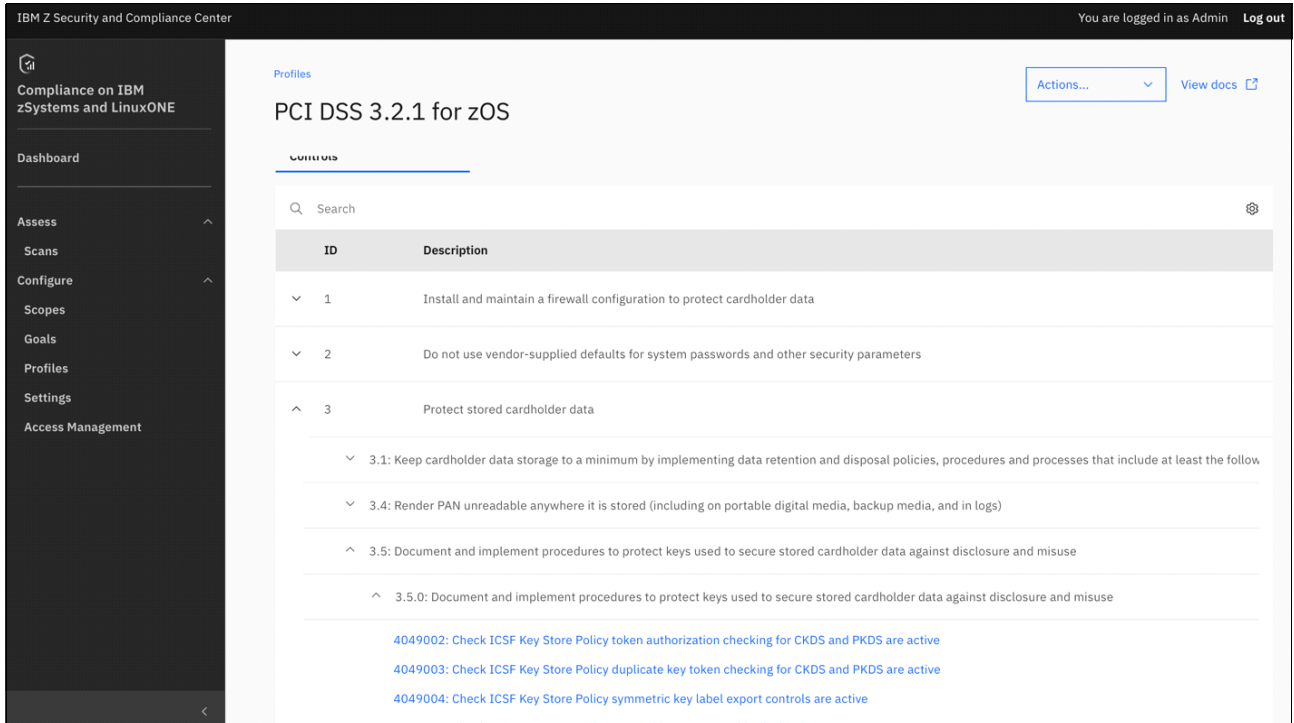 IBM Z Security and Compliance Center
You are logged in as Admin Log out
Compliance on IBM
zSystems and LinuxONE
Dashboard
Assess
Scans
Configure
Scopes
Goals
Profiles
Settings
Access Management
Profiles
PCI DSS 3.2.1 for zOS
Actions...
View docs
Controls
Search
ID Description
1 Install and maintain a firewall configuration to protect cardholder data
2 Do not use vendor-supplied defaults for system passwords and other security parameters
3 Protect stored cardholder data
3.1: Keep cardholder data storage to a minimum by implementing data retention and disposal policies, procedures and processes that include at least the follow
3.4: Render PAN unreadable anywhere it is stored (including on portable digital media, backup media, and in logs)
3.5: Document and implement procedures to protect keys used to secure stored cardholder data against disclosure and misuse
3.5.0: Document and implement procedures to protect keys used to secure stored cardholder data against disclosure and misuse
4049002: Check ICSF Key Store Policy token authorization checking for CKDS and PKDS are active
4049003: Check ICSF Key Store Policy duplicate key token checking for CKDS and PKDS are active
4049004: Check ICSF Key Store Policy symmetric key label export controls are active